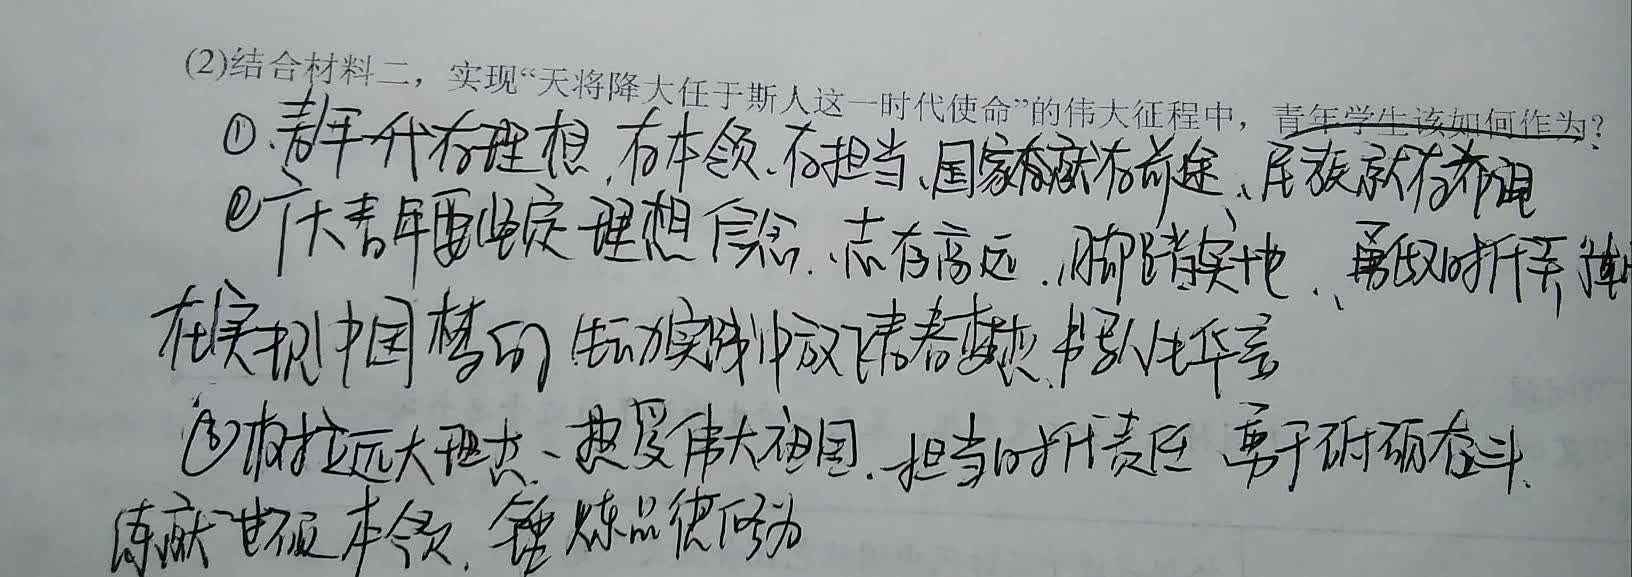 (2)结合材料二，实现“天将降大任于斯人这一时代使命”的伟大征程中，青年学生该如何作为？
①.青年一代有理想,有本领、有担当、国家就有前途、民族就有希望
②广大青年要坚定理想信念、志存高远、脚踏实地、勇做时代弄潮
在实现中国梦的生动实践中放飞青春梦想、书写人生华章
③树立远大理想、热爱伟大祖国、担当时代责任 勇于砥砺奋斗、
练就过硬本领、锤炼品德修为